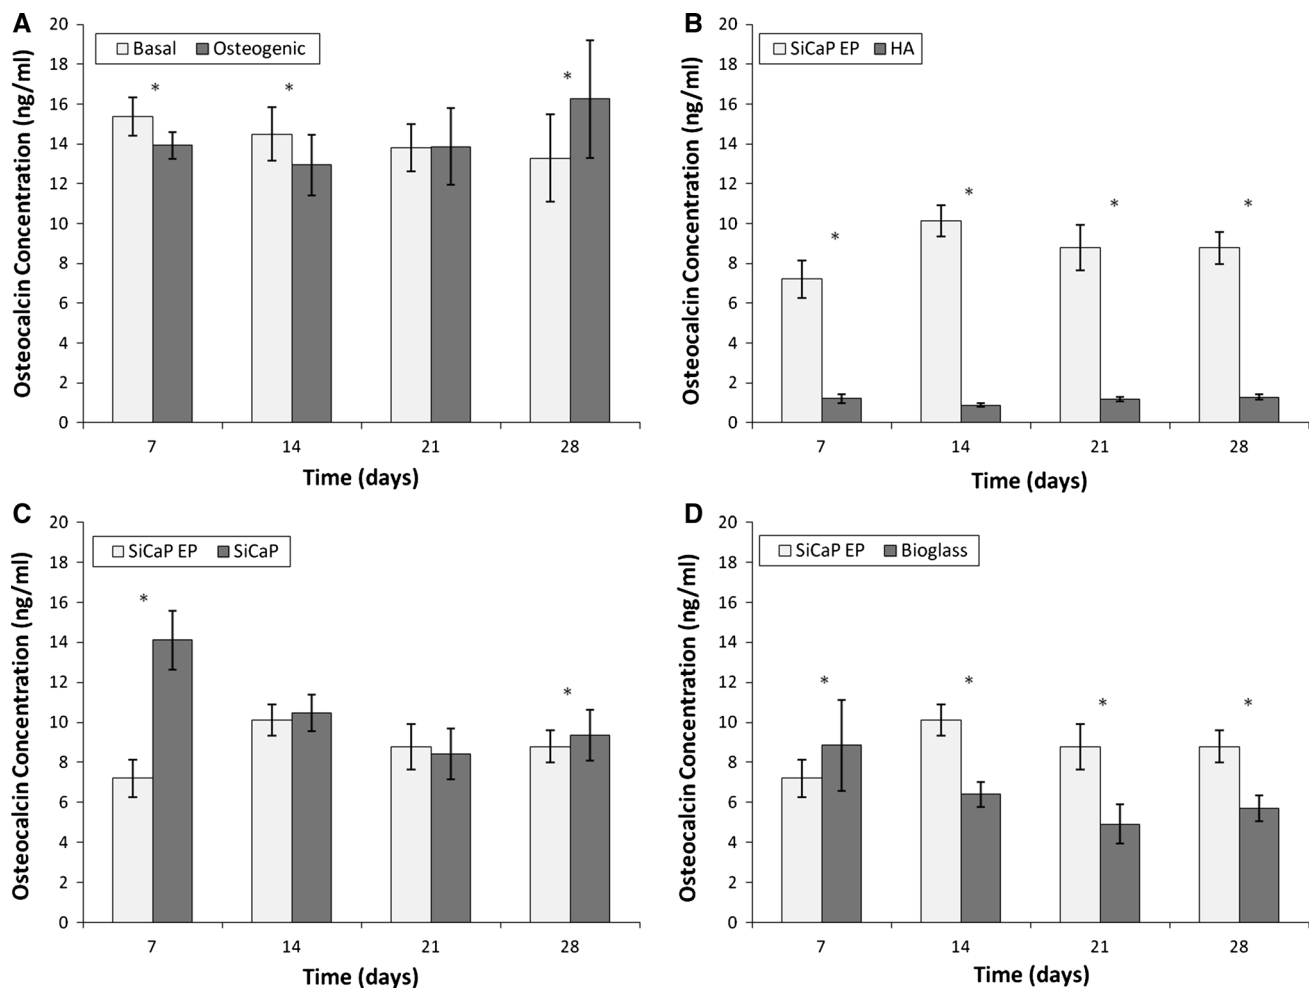 A
Osteocalcin Concentration (ng/ml)
20
18
16
14
12
10
8
6
4
2
0
Basal Osteogenic
* * *
7 14 21 28
Time (days)
B
Osteocalcin Concentration (ng/ml)
20
18
16
14
12
10
8
6
4
2
0
SiCaP EP HA
* * * *
7 14 21 28
Time (days)
C
Osteocalcin Concentration (ng/ml)
20
18
16
14
12
10
8
6
4
2
0
SiCaP EP SiCaP
* *
7 14 21 28
Time (days)
D
Osteocalcin Concentration (ng/ml)
20
18
16
14
12
10
8
6
4
2
0
SiCaP EP Bioglass
* * * *
7 14 21 28
Time (days)